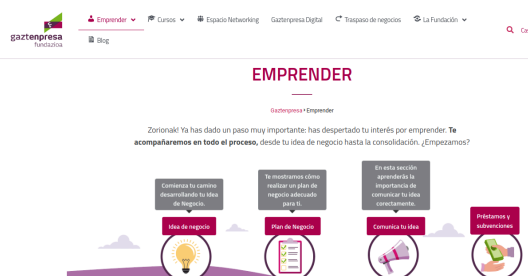 gaztenpresa
fundazioa
Emprender
Cursos
Espacio Networking
Gaztenpresa Digital
Traspaso de negocios
La Fundación
Blog
EMPRENDER
Gaztenpresa • Emprender
Zorionak! Ya has dado un paso muy importante: has despertado tu interés por emprender. Te
acompañaremos en todo el proceso, desde tu idea de negocio hasta la consolidación. ¿Empezamos?
Comienza tu camino
desarrollando tu Idea
de Negocio.
Idea de negocio
Te mostramos cómo
realizar un plan de
negocio adecuado
para ti.
Plan de Negocio
En esta sección
aprenderás la
importancia de
comunicar tu idea
correctamente.
Comunica tu idea
Préstamos y
subvenciones